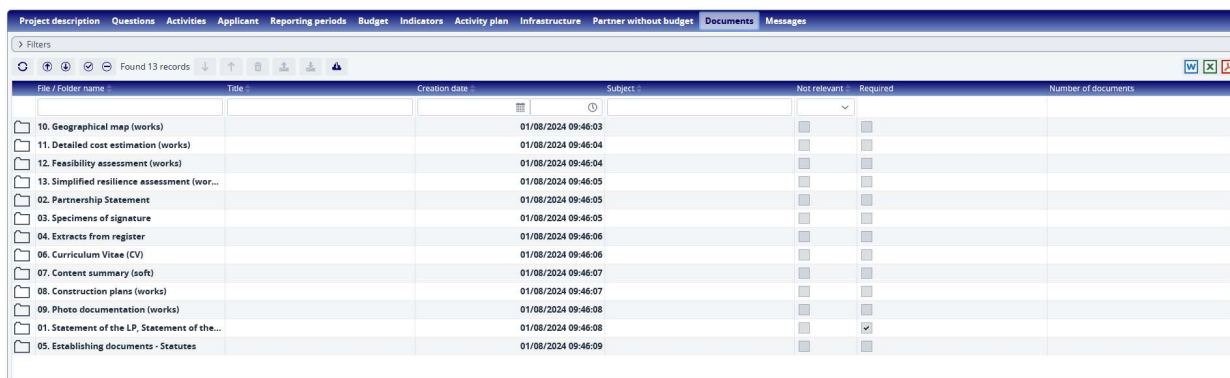 Project description Questions Activities Applicant Reporting periods Budget Indicators Activity plan Infrastructure Partner without budget Documents Messages
> Filters
Found 13 records
File / Folder name Title Creation date Subject Not relevant Required Number of documents
10. Geographical map (works) 01/08/2024 09:46:03
11. Detailed cost estimation (works) 01/08/2024 09:46:04
12. Feasibility assessment (works) 01/08/2024 09:46:04
13. Simplified resilience assessment (wor... 01/08/2024 09:46:05
02. Partnership Statement 01/08/2024 09:46:05
03. Specimens of signature 01/08/2024 09:46:05
04. Extracts from register 01/08/2024 09:46:06
06. Curriculum Vitae (CV) 01/08/2024 09:46:06
07. Content summary (soft) 01/08/2024 09:46:07
08. Construction plans (works) 01/08/2024 09:46:07
09. Photo documentation (works) 01/08/2024 09:46:08
01. Statement of the LP, Statement of the... 01/08/2024 09:46:08
05. Establishing documents - Statutes 01/08/2024 09:46:09